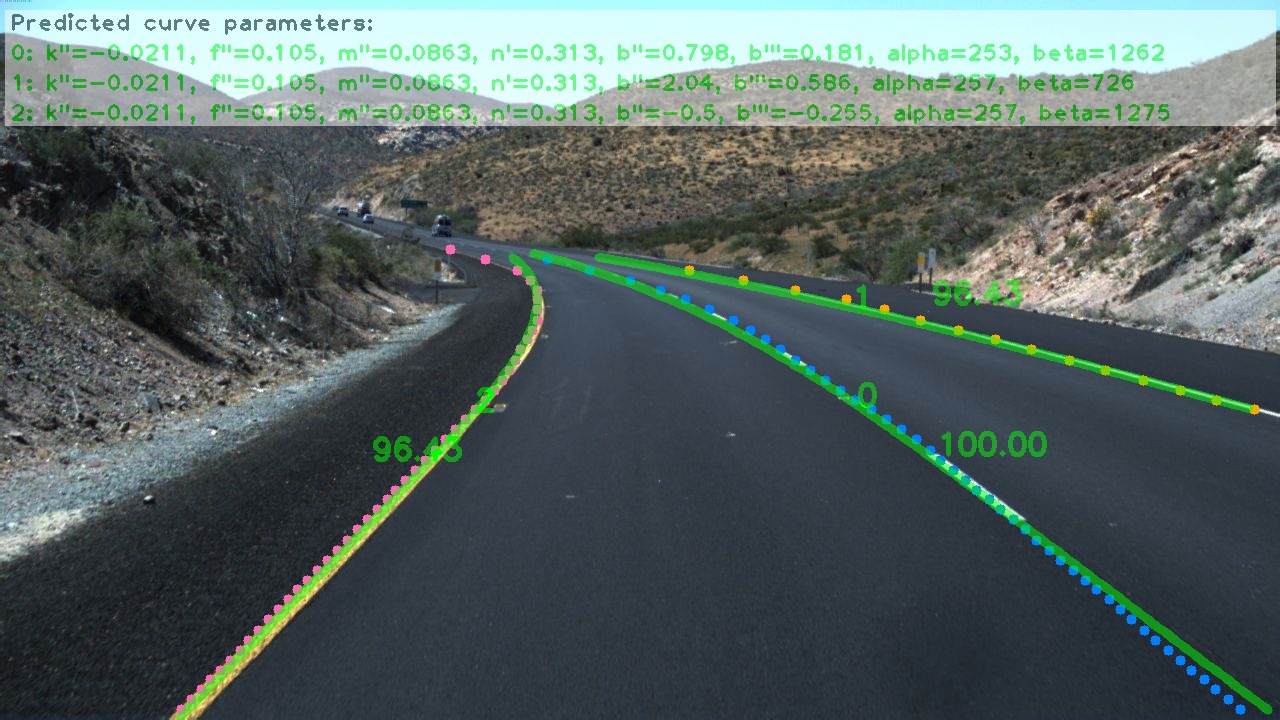 Predicted curve parameters:
0: k''=-0.0211, f''=0.105, m''=0.0863, n'=0.313, b''=0.798, b'''=0.181, alpha=253, beta=1262
1: k''=-0.0211, f''=0.105, m''=0.0863, n'=0.313, b''=2.04, b'''=0.586, alpha=257, beta=726
2: k''=-0.0211, f''=0.105, m''=0.0863, n'=0.313, b''=-0.5, b'''=-0.255, alpha=257, beta=1275
1 96.43
2 0
96.43 100.00